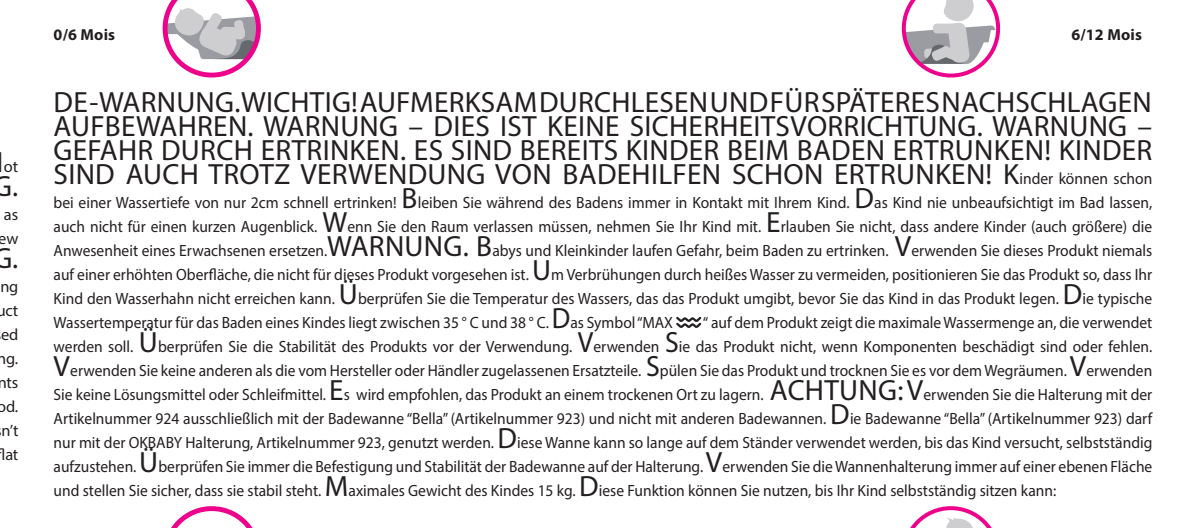 0/6 Mois
6/12 Mois
DE-WARNUNG.WICHTIG! AUFMERKSAM DURCHLESEN UND FÜR SPÄTERES NACHSCHLAGEN
AUFBEWAHREN. WARNUNG – DIES IST KEINE SICHERHEITSVORRICHTUNG. WARNUNG –
GEFAHR DURCH ERTRINKEN. ES SIND BEREITS KINDER BEIM BADEN ERTRUNKEN! KINDER
SIND AUCH TROTZ VERWENDUNG VON BADEHILFEN SCHON ERTRUNKEN! Kinder können schon
bei einer Wassertiefe von nur 2cm schnell ertrinken! Bleiben Sie während des Badens immer in Kontakt mit Ihrem Kind. Das Kind nie unbeaufsichtigt im Bad lassen,
auch nicht für einen kurzen Augenblick. Wenn Sie den Raum verlassen müssen, nehmen Sie Ihr Kind mit. Erlauben Sie nicht, dass andere Kinder (auch größere) die
Anwesenheit eines Erwachsenen ersetzen.WARNUNG. Babys und Kleinkinder laufen Gefahr, beim Baden zu ertrinken. Verwenden Sie dieses Produkt niemals
auf einer erhöhten Oberfläche, die nicht für dieses Produkt vorgesehen ist. Um Verbrühungen durch heißes Wasser zu vermeiden, positionieren Sie das Produkt so, dass Ihr
Kind den Wasserhahn nicht erreichen kann. Überprüfen Sie die Temperatur des Wassers, das das Produkt umgibt, bevor Sie das Kind in das Produkt legen. Die typische
Wassertemperatur für das Baden eines Kindes liegt zwischen 35 ° C und 38 ° C. Das Symbol “MAX “ auf dem Produkt zeigt die maximale Wassermenge an, die verwendet
werden soll. Überprüfen Sie die Stabilität des Produkts vor der Verwendung. Verwenden Sie das Produkt nicht, wenn Komponenten beschädigt sind oder fehlen.
Verwenden Sie keine anderen als die vom Hersteller oder Händler zugelassenen Ersatzteile. Spülen Sie das Produkt und trocknen Sie es vor dem Wegräumen. Verwenden
Sie keine Lösungsmittel oder Schleifmittel. Es wird empfohlen, das Produkt an einem trockenen Ort zu lagern. ACHTUNG: Verwenden Sie die Halterung mit der
Artikelnummer 924 ausschließlich mit der Badewanne “Bella” (Artikelnummer 923) und nicht mit anderen Badewannen. Die Badewanne “Bella” (Artikelnummer 923) darf
nur mit der OKBABY Halterung, Artikelnummer 923, genutzt werden. Diese Wanne kann so lange auf dem Ständer verwendet werden, bis das Kind versucht, selbstständig
aufzustehen. Überprüfen Sie immer die Befestigung und Stabilität der Badewanne auf der Halterung. Verwenden Sie die Wannenhalterung immer auf einer ebenen Fläche
und stellen Sie sicher, dass sie stabil steht. Maximales Gewicht des Kindes 15 kg. Diese Funktion können Sie nutzen, bis Ihr Kind selbstständig sitzen kann: